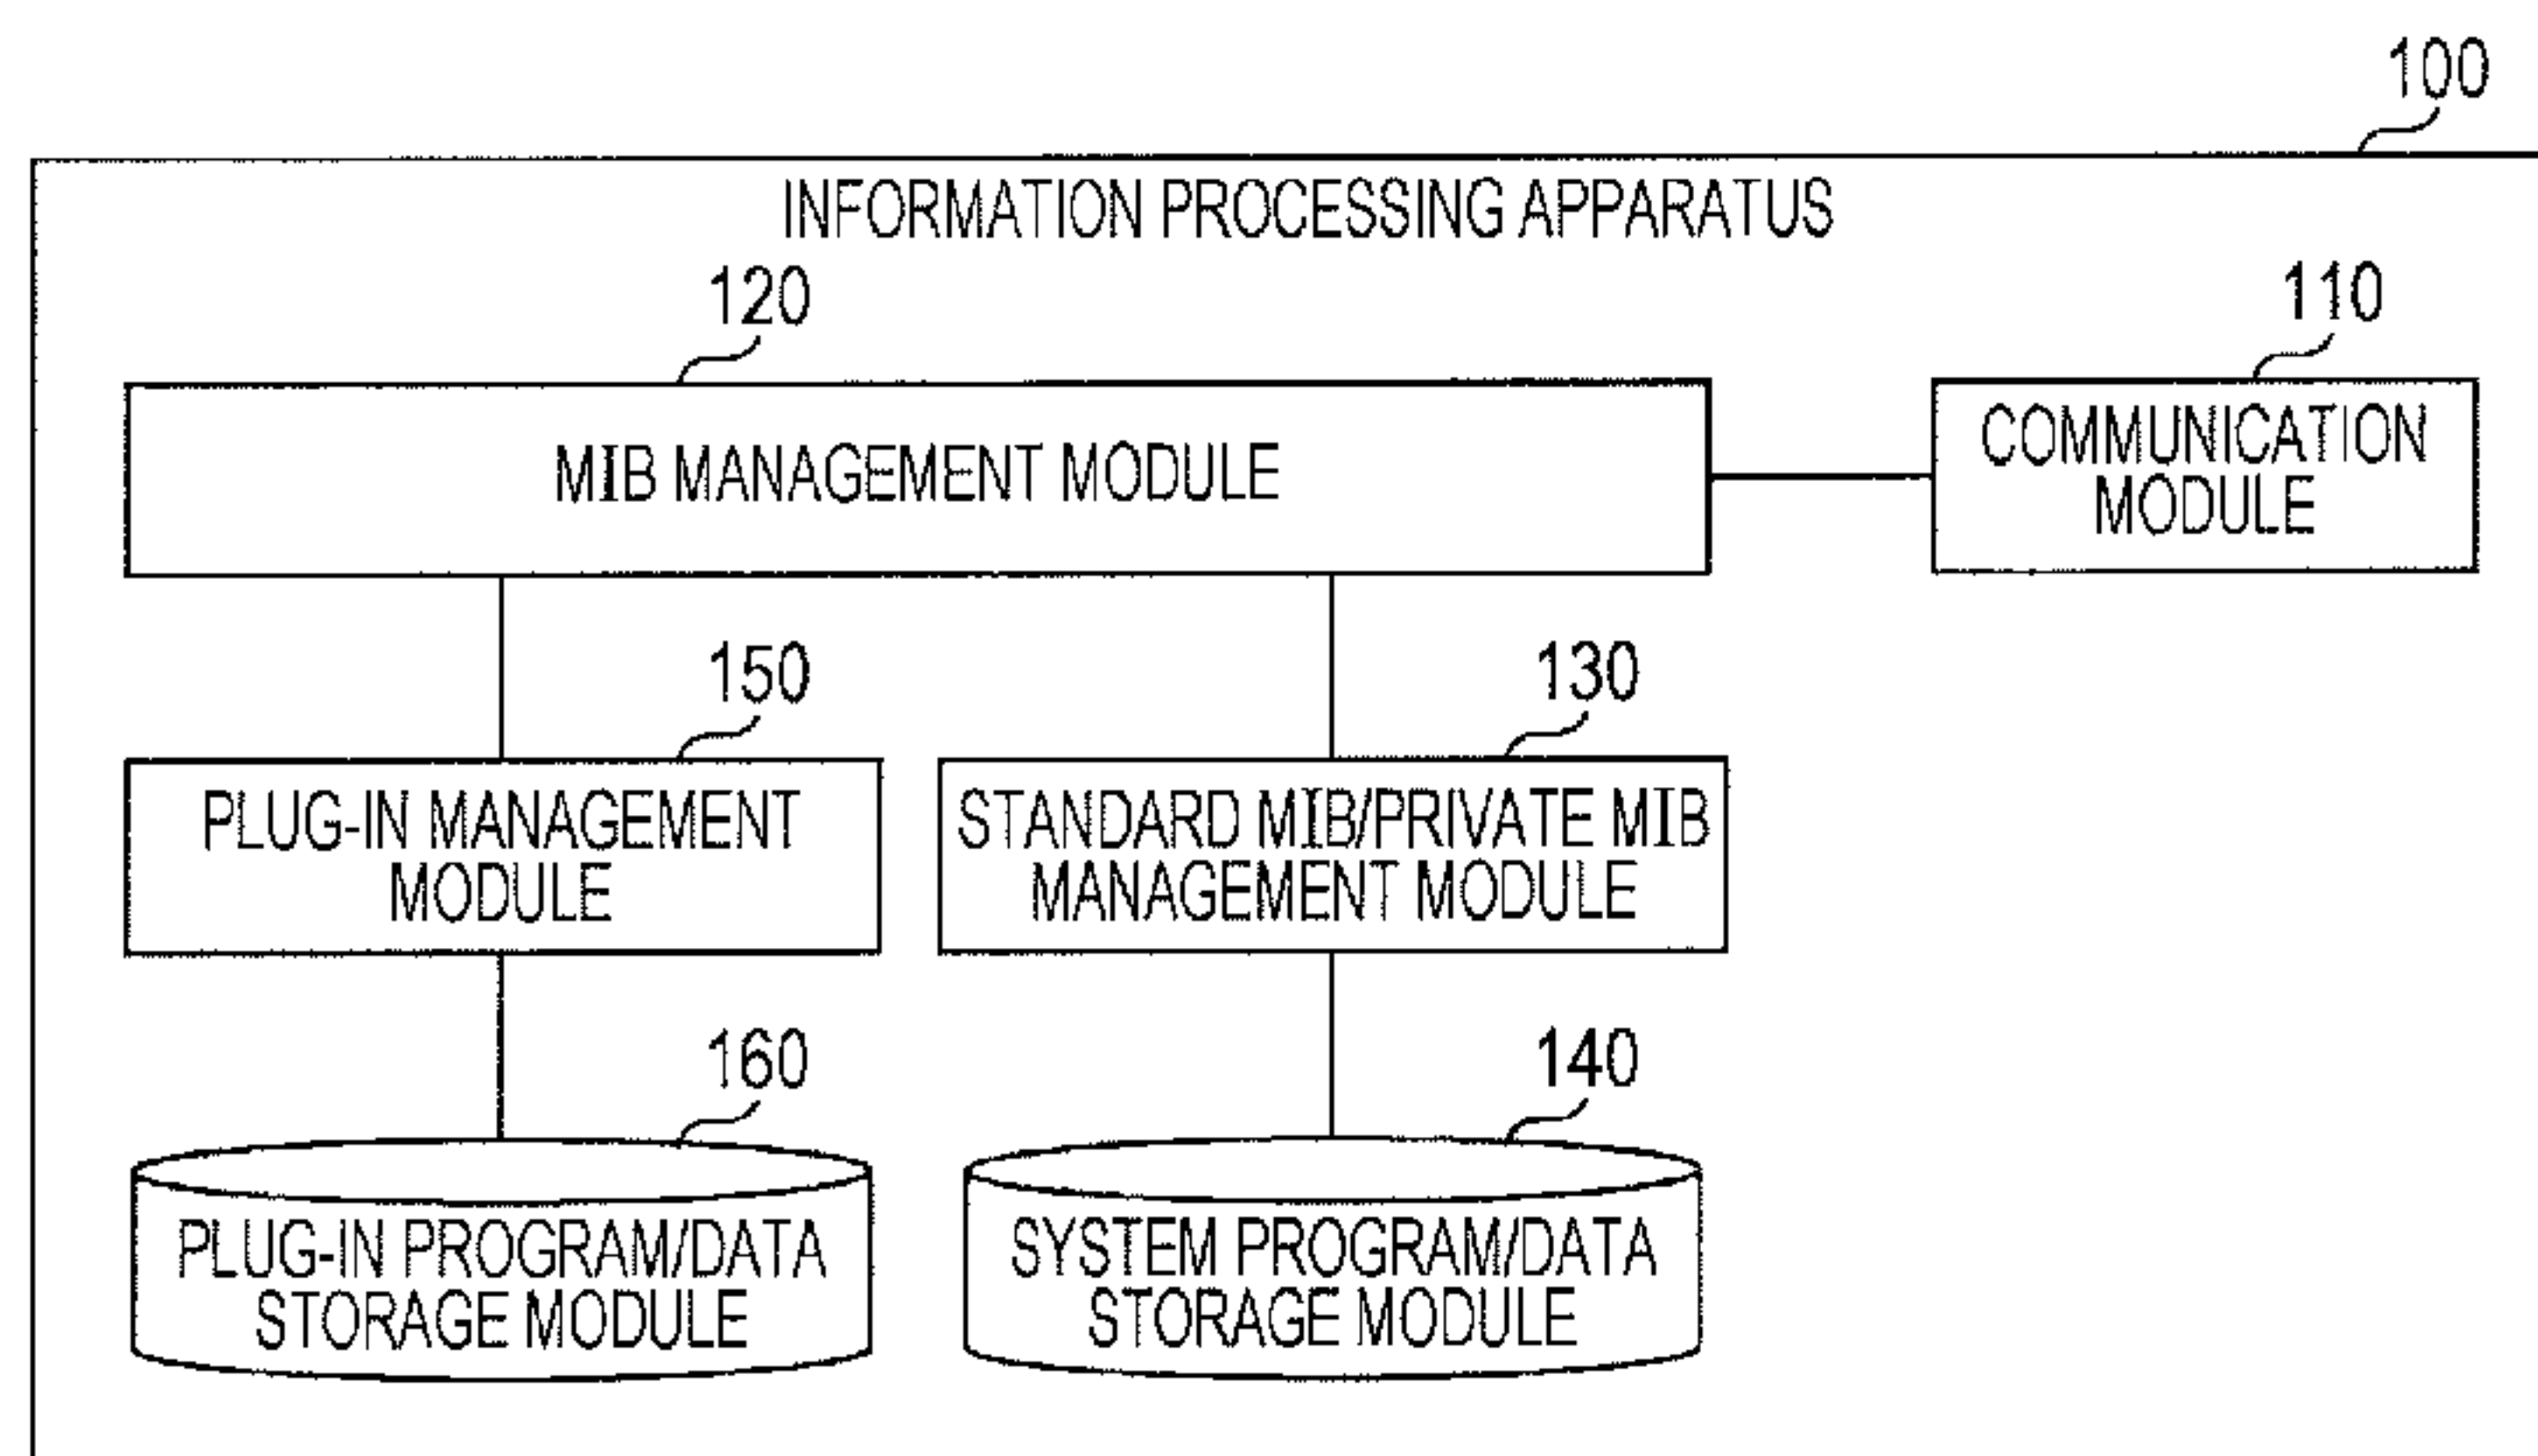 100
INFORMATION PROCESSING APPARATUS
120
110
MIB MANAGEMENT MODULE
COMMUNICATION
MODULE
150
130
PLUG-IN MANAGEMENT
MODULE
STANDARD MIB/PRIVATE MIB
MANAGEMENT MODULE
160
140
PLUG-IN PROGRAM/DATA
STORAGE MODULE
SYSTEM PROGRAM/DATA
STORAGE MODULE